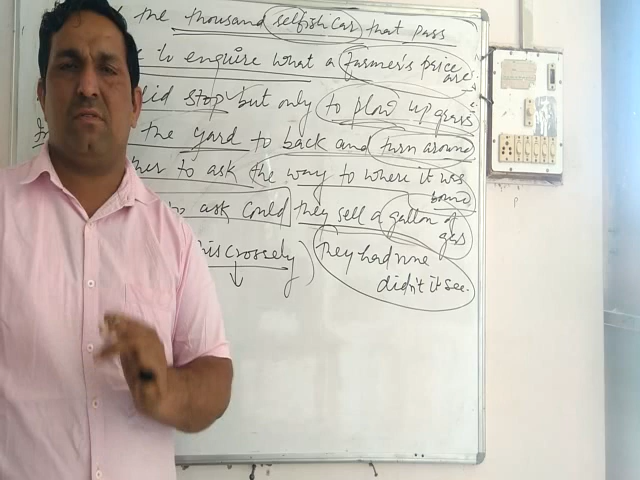 the thousand selfish car that pass
to enquire what a farmer's price are
did stop but only to plow up grass
the yard to back and turn around
to ask the way to where it was bound
to ask could they sell a gallon of gas
this crossely) They had none didn't it see.